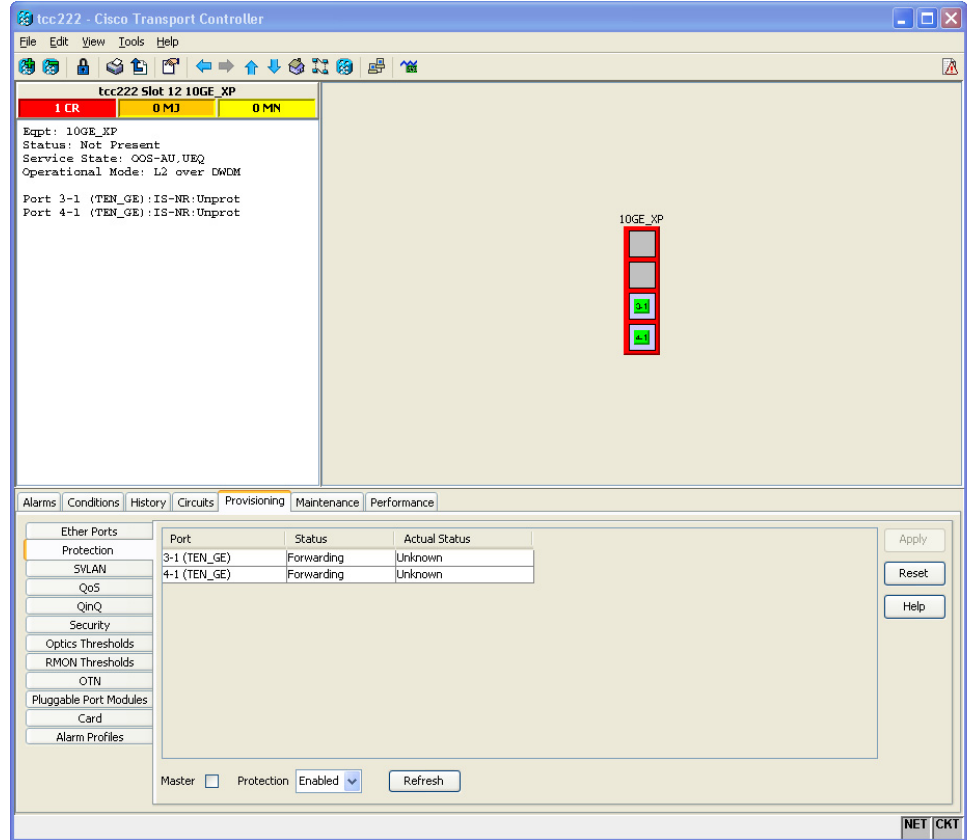 tcc222 - Cisco Transport Controller
File Edit View Tools Help
tcc222 Slot 12 10GE_XP
1 CR 0 MJ 0 MN
Eqpt: 10GE_XP
Status: Not Present
Service State: OOS-AU,UEQ
Operational Mode: L2 over DWDM
Port 3-1 (TEN_GE):IS-NR:Unprot
Port 4-1 (TEN_GE):IS-NR:Unprot
10GE_XP
3-1
4-1
Alarms Conditions History Circuits Provisioning Maintenance Performance
Ether Ports
Protection
SVLAN
QoS
QinQ
Security
Optics Thresholds
RMON Thresholds
OTN
Pluggable Port Modules
Card
Alarm Profiles
Port Status Actual Status
3-1 (TEN_GE) Forwarding Unknown
4-1 (TEN_GE) Forwarding Unknown
Apply
Reset
Help
Master Protection Enabled Refresh
NET CKT